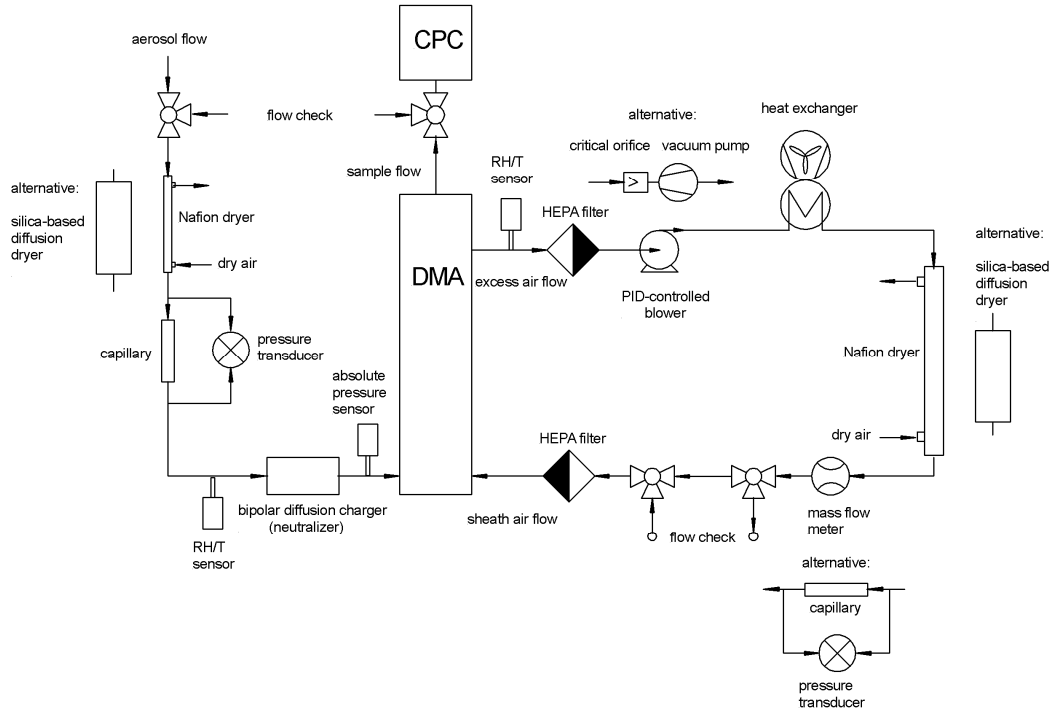 aerosol flow
CPC
flow check
alternative:
critical orifice
vacuum pump
heat exchanger
sample flow
RH/T
sensor
HEPA filter
alternative:
silica-based
diffusion
dryer
Nafion dryer
dry air
DMA
excess air flow
PID-controlled
blower
alternative:
silica-based
diffusion
dryer
capillary
pressure
transducer
Nafion dryer
absolute
pressure
sensor
HEPA filter
dry air
bipolar diffusion charger
(neutralizer)
sheath air flow
flow check
mass flow
meter
RH/T
sensor
alternative:
>
capillary
pressure
transducer